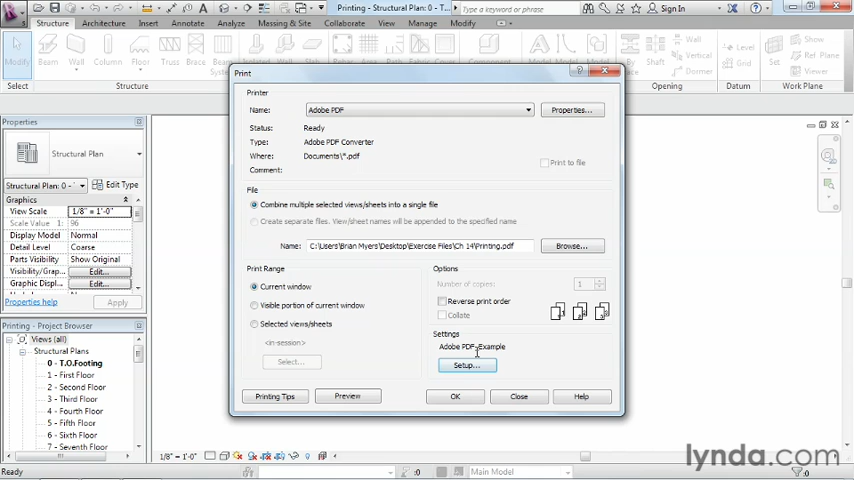 Printing - Structural Plan: 0 - T...
Type a keyword or phrase
Sign In
Structure
Architecture
Insert
Annotate
Analyze
Massing & Site
Collaborate
View
Manage
Modify
Modify
Beam
Wall
Column
Floor
Truss
Brace
Beam
Shaft
Wall
Vertical
Dormer
Level
Grid
Show
Ref Plane
Viewer
Select
Structure
Opening
Datum
Work Plane
Properties
Structural Plan
Structural Plan: 0 -
Edit Type
Graphics
View Scale
1/8" = 1'-0"
Scale Value 1:
96
Display Model
Normal
Detail Level
Coarse
Parts Visibility
Show Original
Visibility/Grap...
Edit...
Graphic Displ...
Edit...
Properties help
Apply
Printing - Project Browser
Views (all)
Structural Plans
0 - T.O.Footing
1 - First Floor
2 - Second Floor
3 - Third Floor
4 - Fourth Floor
5 - Fifth Floor
6 - Sixth Floor
7 - Seventh Floor
Print
Printer
Name:
Adobe PDF
Properties...
Status:
Ready
Type:
Adobe PDF Converter
Where:
Documents\*.pdf
Comment:
Print to file
File
Combine multiple selected views/sheets into a single file
Create separate files. View/sheet names will be appended to the specified name
Name:
C:\Users\Brian Myers\Desktop\Exercise Files\Ch 14\Printing.pdf
Browse...
Print Range
Current window
Visible portion of current window
Selected views/sheets
<in-session>
Select...
Options
Number of copies:
1
Reverse print order
Collate
Settings
Adobe PDF-Example
Setup...
Printing Tips
Preview
OK
Close
Help
1/8" = 1'-0"
Ready
:0
Main Model
:0
lynda.com